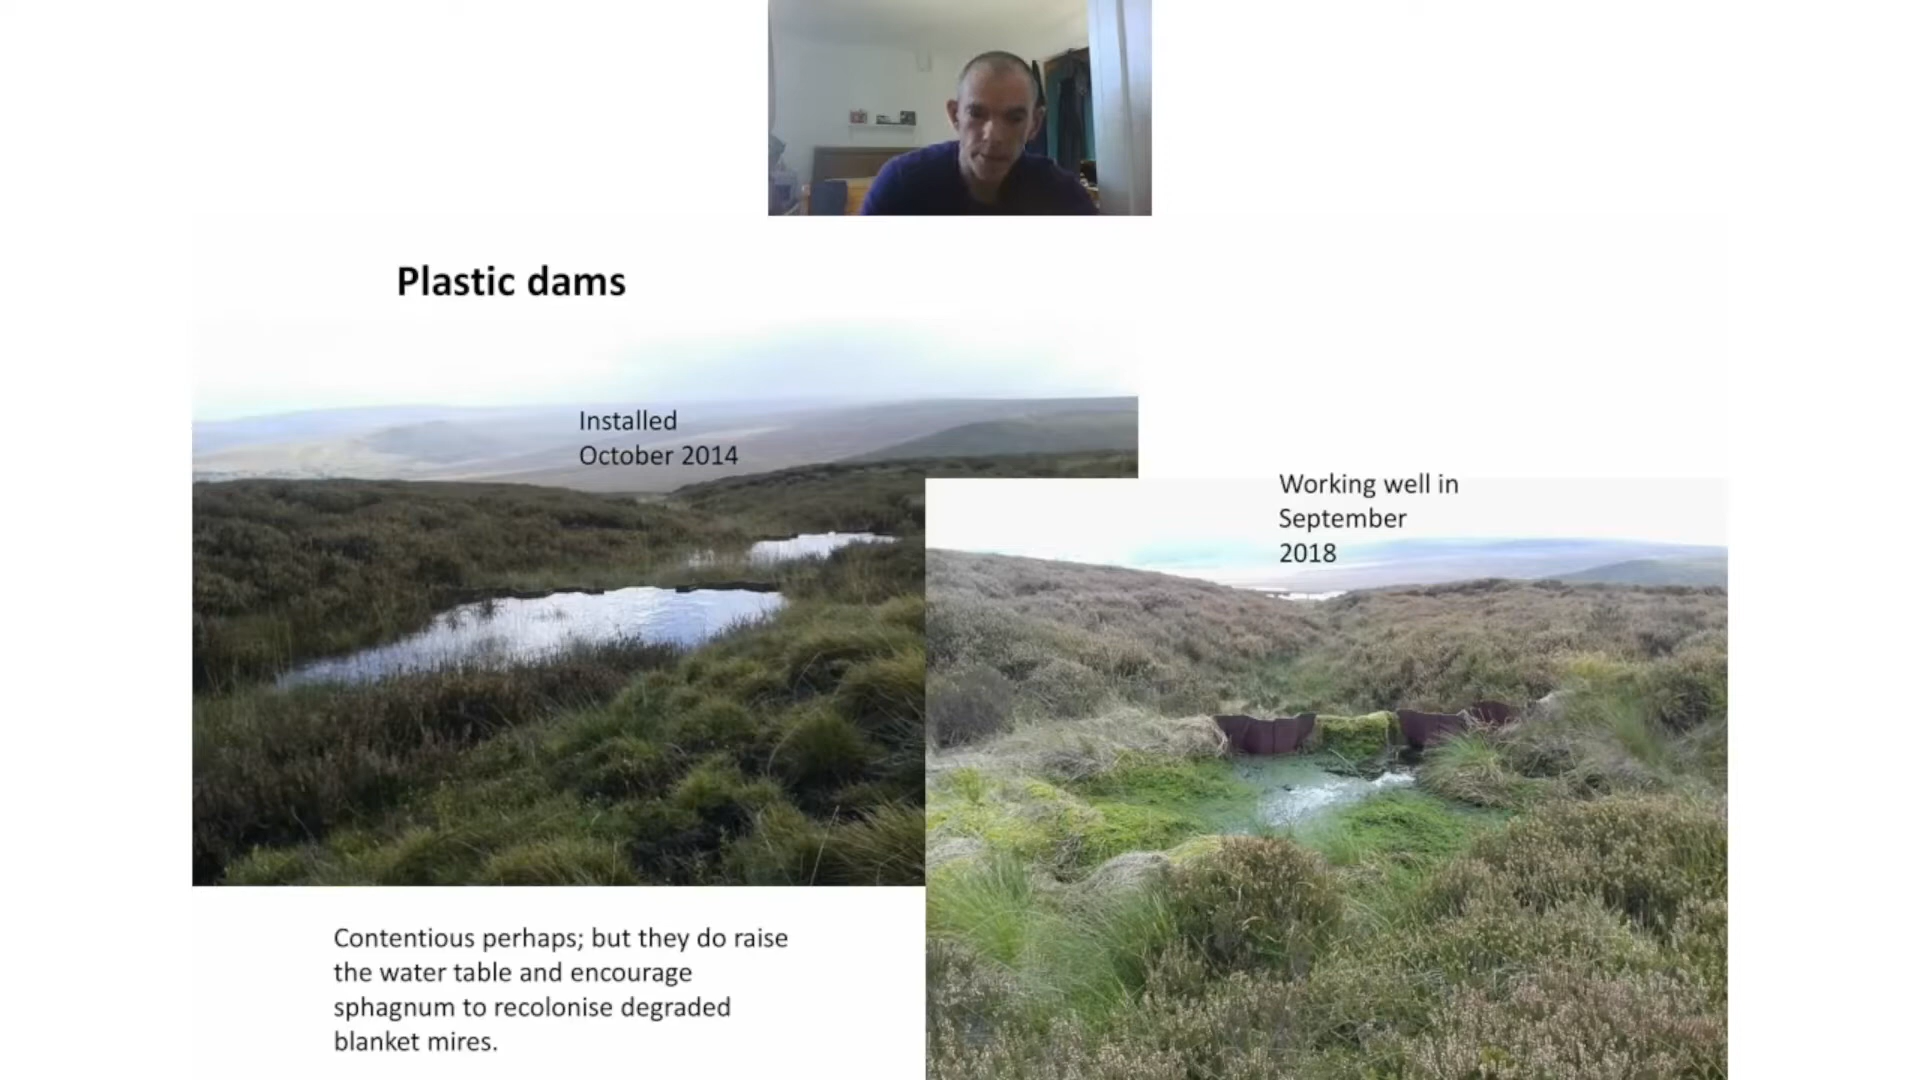 Plastic dams
Installed
October 2014
Working well in
September
2018
Contentious perhaps; but they do raise
the water table and encourage
sphagnum to recolonise degraded
blanket mires.